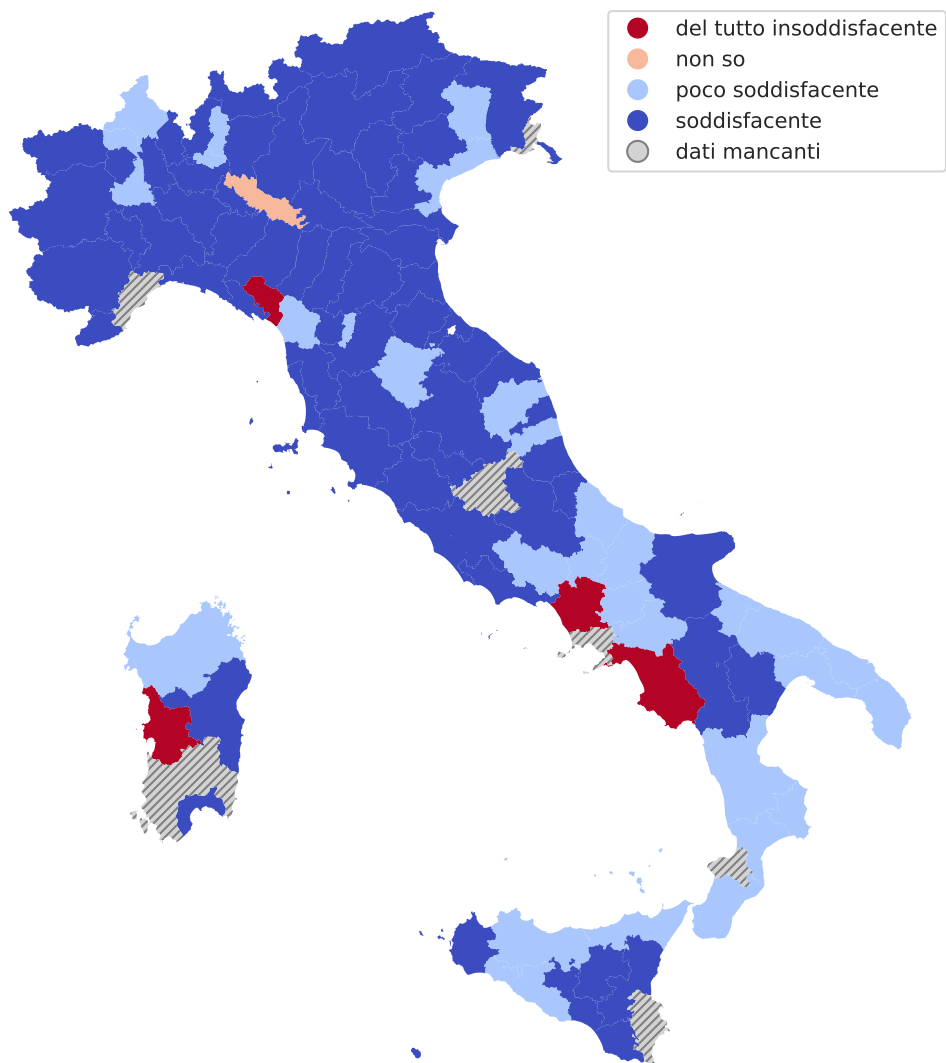 del tutto insoddisfacente
non so
poco soddisfacente
soddisfacente
dati mancanti